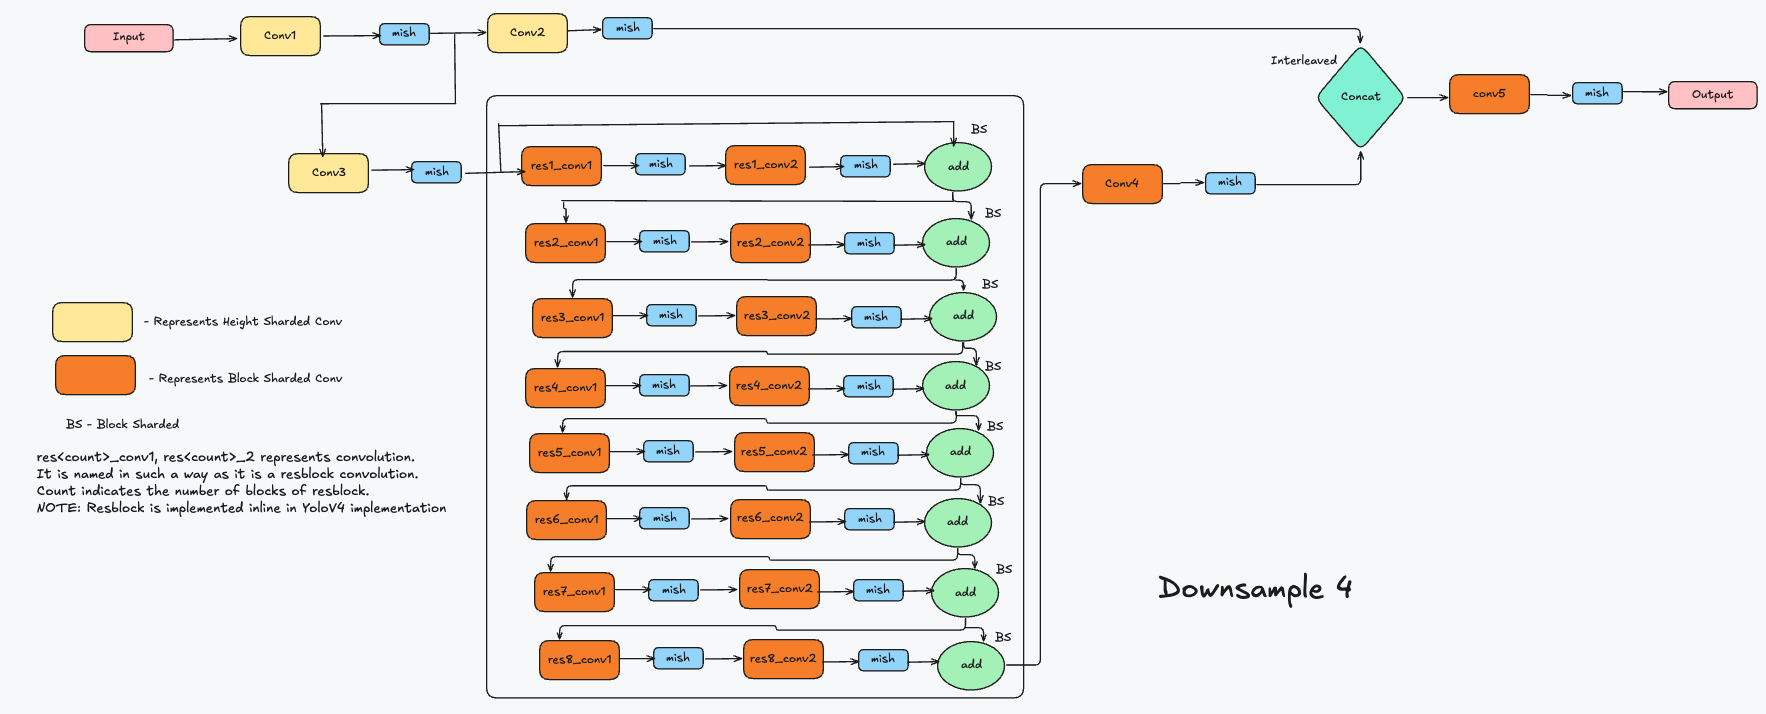 Input
Conv1
mish
Conv2
mish
Interleaved
Concat
conv5
mish
Output
Conv3
mish
BS
res1_conv1
mish
res1_conv2
mish
add
Conv4
mish
BS
res2_conv1
mish
res2_conv2
mish
add
BS
res3_conv1
mish
res3_conv2
mish
add
BS
res4_conv1
mish
res4_conv2
mish
add
BS
res5_conv1
mish
res5_conv2
mish
add
BS
res6_conv1
mish
res6_conv2
mish
add
BS
res7_conv1
mish
res7_conv2
mish
add
BS
res8_conv1
mish
res8_conv2
mish
add
- Represents Height Sharded Conv
- Represents Block Sharded Conv
BS - Block Sharded
res<count>_conv1, res<count>_2 represents convolution.
It is named in such a way as it is a resblock convolution.
Count indicates the number of blocks of resblock.
NOTE: Resblock is implemented inline in YoloV4 implementation
Downsample 4